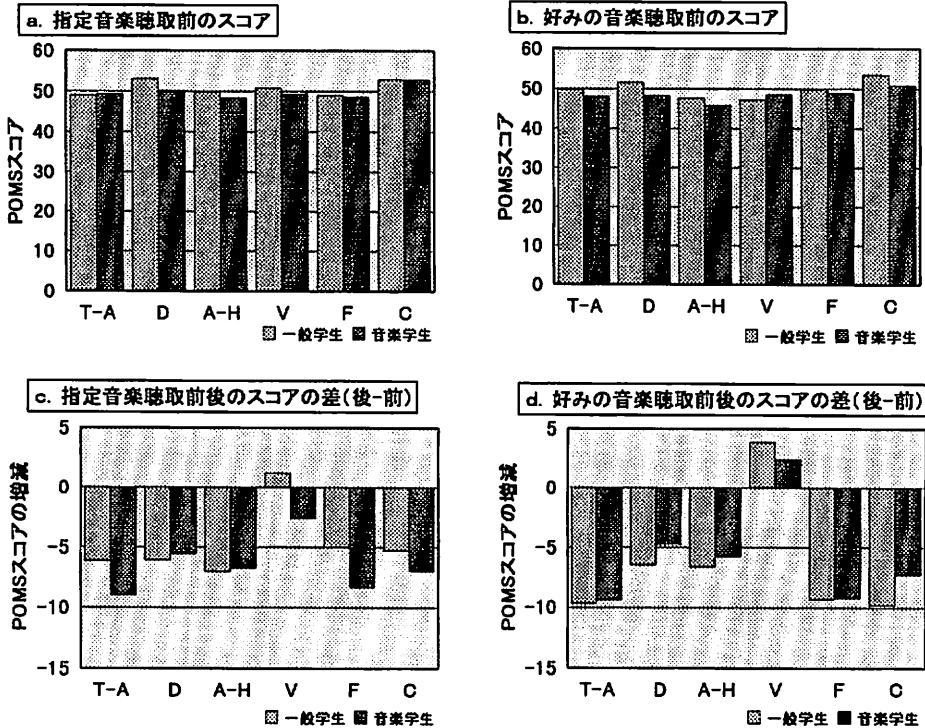 a. 指定音楽聴取前のスコア
60
50
40
30
20
10
0
POMSスコア
T-A D A-H V F C
一般学生 音楽学生
b. 好みの音楽聴取前のスコア
60
50
40
30
20
10
0
POMSスコア
T-A D A-H V F C
一般学生 音楽学生
c. 指定音楽聴取前後のスコアの差(後-前)
5
0
-5
-10
-15
POMSスコアの増減
T-A D A-H V F C
一般学生 音楽学生
d. 好みの音楽聴取前後のスコアの差(後-前)
5
0
-5
-10
-15
POMSスコアの増減
T-A D A-H V F C
一般学生 音楽学生